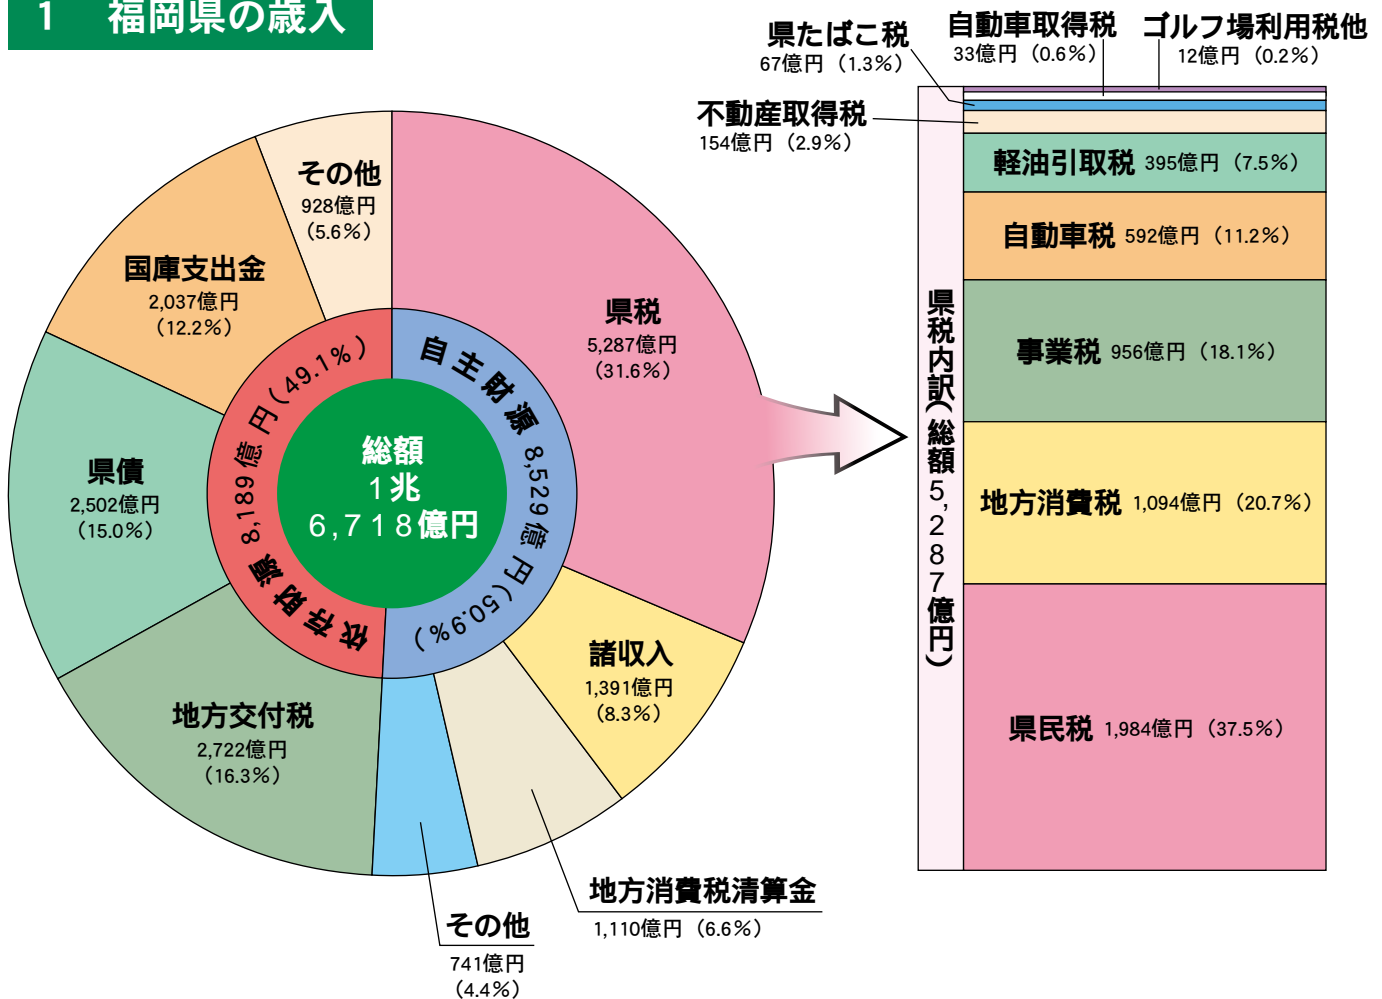 1 福岡県の歳入
総額
1兆
6,718億円
自主財源 8,529億円(50.9%)
依存財源 8,189億円(49.1%)
県税
5,287億円
(31.6%)
諸収入
1,391億円
(8.3%)
地方消費税清算金
1,110億円(6.6%)
その他
741億円
(4.4%)
地方交付税
2,722億円
(16.3%)
県債
2,502億円
(15.0%)
国庫支出金
2,037億円
(12.2%)
その他
928億円
(5.6%)
県税内訳(総額5,287億円)
ゴルフ場利用税他
12億円(0.2%)
自動車取得税
33億円(0.6%)
県たばこ税
67億円(1.3%)
不動産取得税
154億円(2.9%)
軽油引取税 395億円(7.5%)
自動車税 592億円(11.2%)
事業税 956億円(18.1%)
地方消費税 1,094億円(20.7%)
県民税 1,984億円(37.5%)